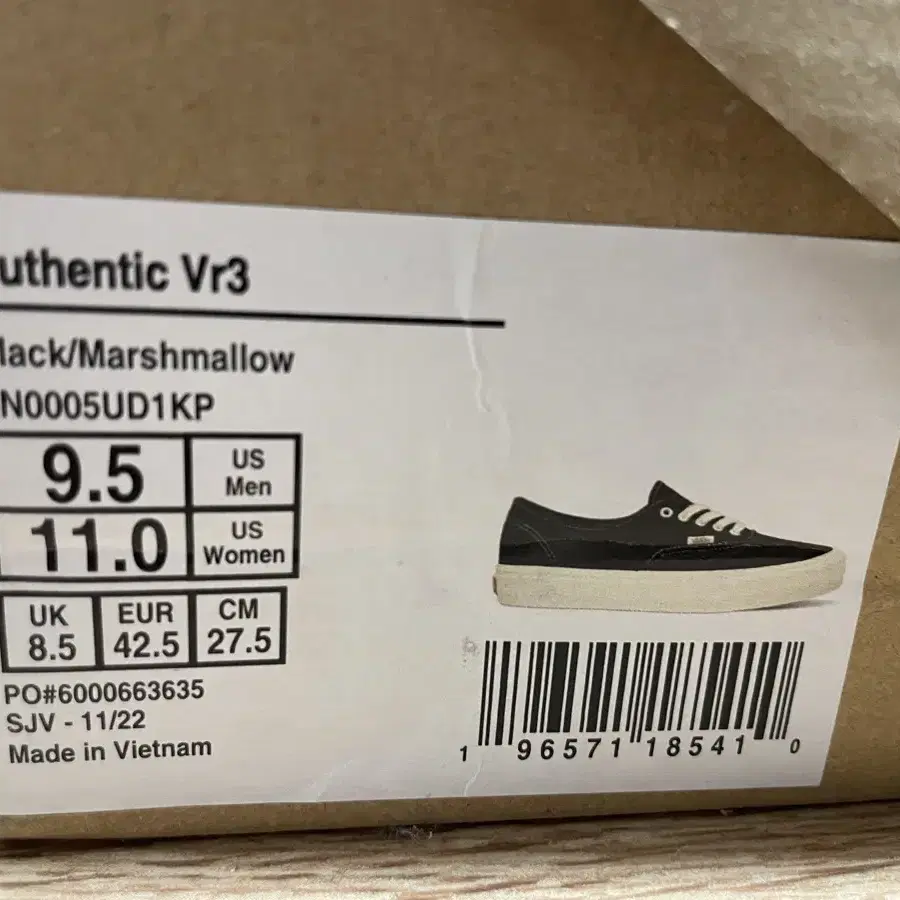 uthentic Vr3
lack/Marshmallow
N0005UD1KP
9.5 US Men
11.0 US Women
UK 8.5 EUR 42.5 CM 27.5
PO#6000663635
SJV - 11/22
Made in Vietnam
1 96571 18541 0